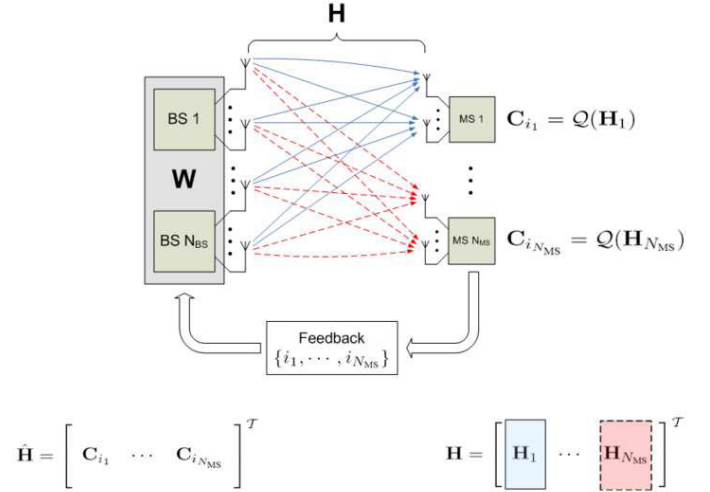 H
BS 1
W
BS N_BS
MS 1
MS N_MS
C_{i_1} = Q(H_1)
C_{i_{N_MS}} = Q(H_{N_MS})
Feedback
{i_1, ⋯ , i_{N_MS}}
Ĥ = [ C_{i_1} ⋯ C_{i_{N_MS}} ]^T
H = [ H_1 ⋯ H_{N_MS} ]^T